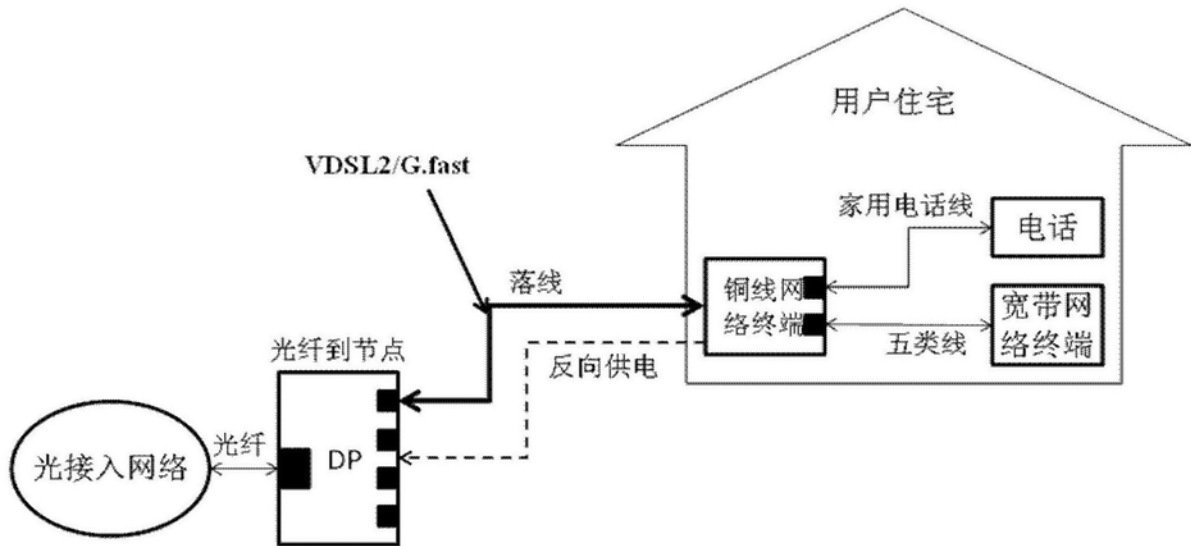 用户住宅
VDSL2/G.fast
家用电话线
电话
落线
铜线网
络终端
宽带网
络终端
五类线
光纤到节点
反向供电
光纤
光接入网络
DP